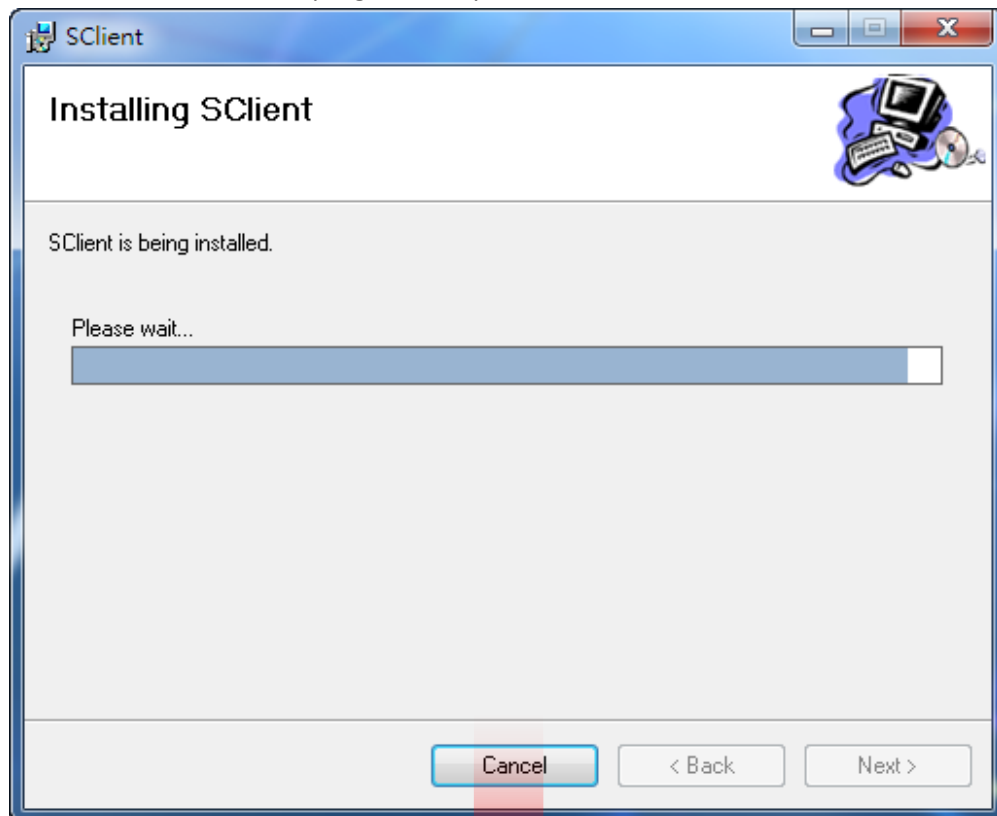 SClient
Installing SClient
SClient is being installed.
Please wait...
Cancel
< Back
Next >